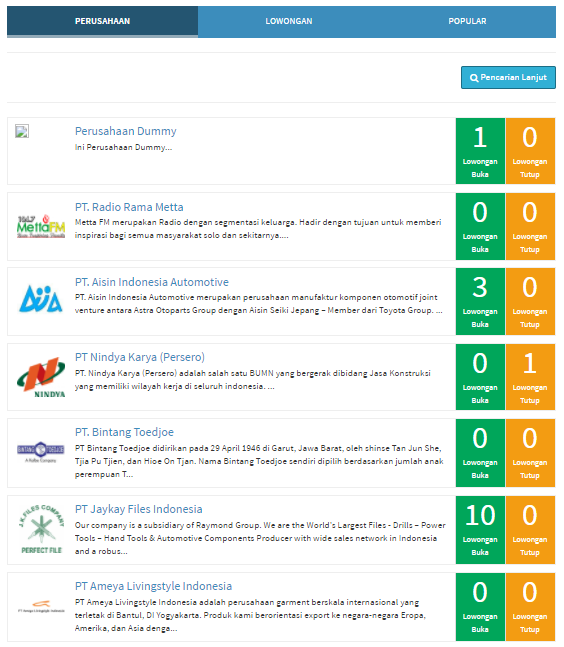 PERUSAHAAN LOWONGAN POPULAR
Pencarian Lanjut
Perusahaan Dummy
Ini Perusahaan Dummy...
1 0
Lowongan Lowongan
Buka Tutup
MettaFM
PT. Radio Rama Metta
Metta FM merupakan Radio dengan segmentasi keluarga. Hadir dengan tujuan untuk memberi
inspirasi bagi semua masyarakat solo dan sekitarnya....
0 0
Lowongan Lowongan
Buka Tutup
PT. Aisin Indonesia Automotive
PT. Aisin Indonesia Automotive merupakan perusahaan manufaktur komponen otomotif joint
venture antara Astra Otoparts Group dengan Aisin Seiki Jepang – Member dari Toyota Group. ...
3 0
Lowongan Lowongan
Buka Tutup
NINDYA
PT Nindya Karya (Persero)
PT. Nindya Karya (Persero) adalah salah satu BUMN yang bergerak dibidang Jasa Konstruksi
yang memiliki wilayah kerja di seluruh indonesia. ...
0 1
Lowongan Lowongan
Buka Tutup
BINTANG TOEDJOE
A Kalbe Company
PT. Bintang Toedjoe
PT Bintang Toedjoe didirikan pada 29 April 1946 di Garut, Jawa Barat, oleh shinse Tan Jun She,
Tjia Pu Tjien, dan Hioe On Tjan. Nama Bintang Toedjoe sendiri dipilih berdasarkan jumlah anak
perempuan T...
0 0
Lowongan Lowongan
Buka Tutup
J.K. FILES COMPANY
PERFECT FILE
PT Jaykay Files Indonesia
Our company is a subsidiary of Raymond Group. We are the World's Largest Files - Drills – Power
Tools – Hand Tools & Automotive Components Producer with wide sales network in Indonesia
and a robus...
10 0
Lowongan Lowongan
Buka Tutup
PT Ameya Livingstyle Indonesia
PT Ameya Livingstyle Indonesia
PT Ameya Livingstyle Indonesia adalah perusahaan garment berskala internasional yang
terletak di Bantul, DI Yogyakarta. Produk kami berorientasi export ke negara-negara Eropa,
Amerika, dan Asia denga...
0 0
Lowongan Lowongan
Buka Tutup